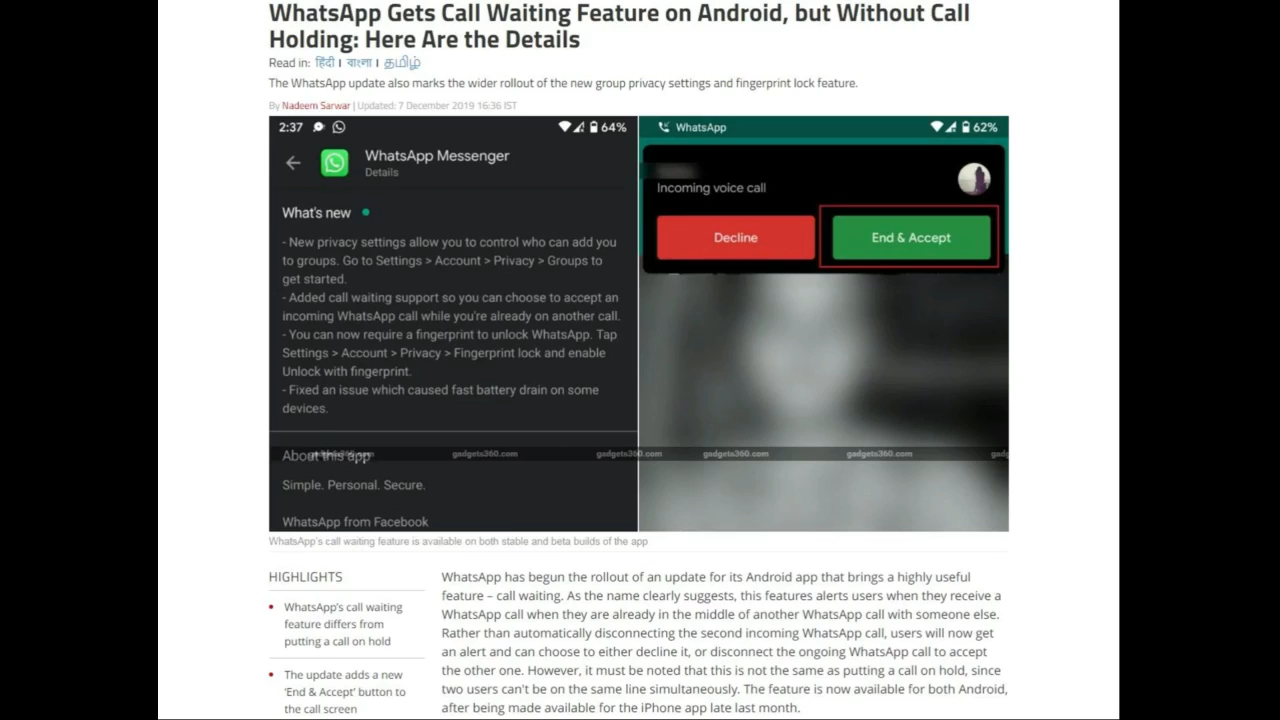 WhatsApp Gets Call Waiting Feature on Android, but Without Call
Holding: Here Are the Details
Read in: हिंदी | বাংলা | தமிழ்
The WhatsApp update also marks the wider rollout of the new group privacy settings and fingerprint lock feature.
By Nadeem Sarwar | Updated: 7 December 2019 16:36 IST
2:37 64%
WhatsApp Messenger
Details
What's new
- New privacy settings allow you to control who can add you
to groups. Go to Settings > Account > Privacy > Groups to
get started.
- Added call waiting support so you can choose to accept an
incoming WhatsApp call while you're already on another call.
- You can now require a fingerprint to unlock WhatsApp. Tap
Settings > Account > Privacy > Fingerprint lock and enable
Unlock with fingerprint.
- Fixed an issue which caused fast battery drain on some
devices.
About this app
Simple. Personal. Secure.
WhatsApp from Facebook
WhatsApp 62%
Incoming voice call
Decline End & Accept
gadgets360.com gadgets360.com gadgets360.com gadgets360.com
WhatsApp's call waiting feature is available on both stable and beta builds of the app
HIGHLIGHTS
• WhatsApp's call waiting
feature differs from
putting a call on hold
• The update adds a new
'End & Accept' button to
the call screen
WhatsApp has begun the rollout of an update for its Android app that brings a highly useful
feature – call waiting. As the name clearly suggests, this features alerts users when they receive a
WhatsApp call when they are already in the middle of another WhatsApp call with someone else.
Rather than automatically disconnecting the second incoming WhatsApp call, users will now get
an alert and can choose to either decline it, or disconnect the ongoing WhatsApp call to accept
the other one. However, it must be noted that this is not the same as putting a call on hold, since
two users can't be on the same line simultaneously. The feature is now available for both Android,
after being made available for the iPhone app late last month.